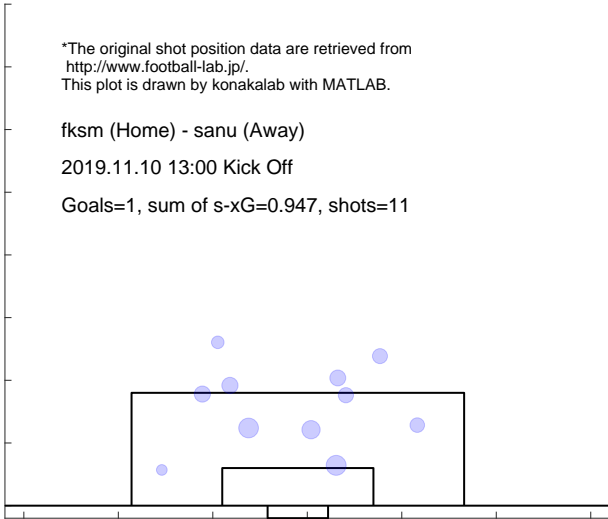 *The original shot position data are retrieved from
http://www.football-lab.jp/.
This plot is drawn by konakalab with MATLAB.
fksm (Home) - sanu (Away)
2019.11.10 13:00 Kick Off
Goals=1, sum of s-xG=0.947, shots=11